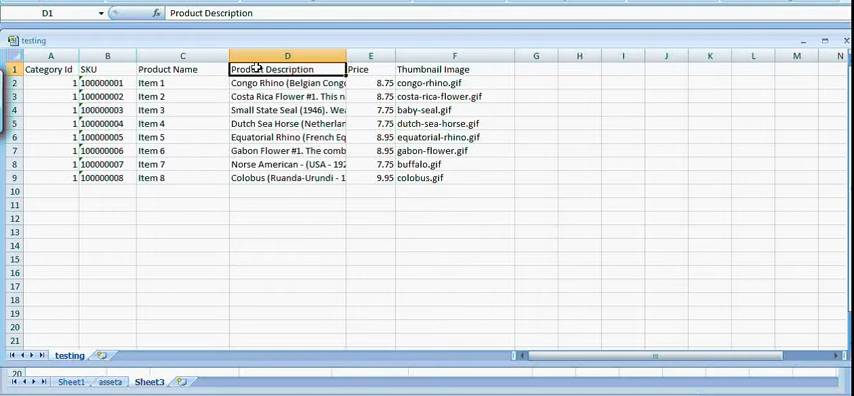 D1 fx Product Description
testing
A B C D E F G H I J K L M N
1 Category Id SKU Product Name Product Description Price Thumbnail Image
2 1 100000001 Item 1 Congo Rhino (Belgian Congo 8.75 congo-rhino.gif
3 1 100000002 Item 2 Costa Rica Flower #1. This n 8.75 costa-rica-flower.gif
4 1 100000003 Item 3 Small State Seal (1946). Wea 7.75 baby-seal.gif
5 1 100000004 Item 4 Dutch Sea Horse (Netherlan 7.75 dutch-sea-horse.gif
6 1 100000005 Item 5 Equatorial Rhino (French Eq 8.95 equatorial-rhino.gif
7 1 100000006 Item 6 Gabon Flower #1. The comb 8.95 gabon-flower.gif
8 1 100000007 Item 7 Norse American - (USA - 192 7.75 buffalo.gif
9 1 100000008 Item 8 Colobus (Ruanda-Urundi - 1 9.95 colobus.gif
10
11
12
13
14
15
16
17
18
19
20
21
testing
20
Sheet1 asseta Sheet3